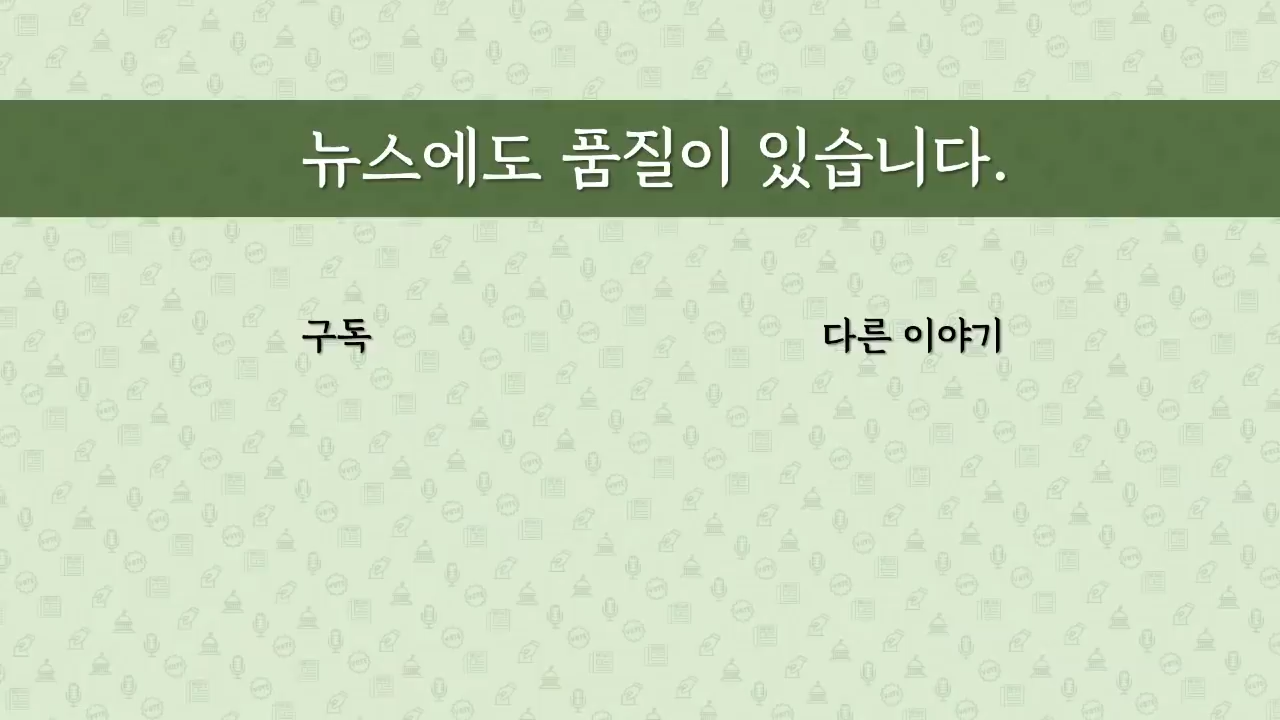 뉴스에도 품질이 있습니다.
구독
다른 이야기